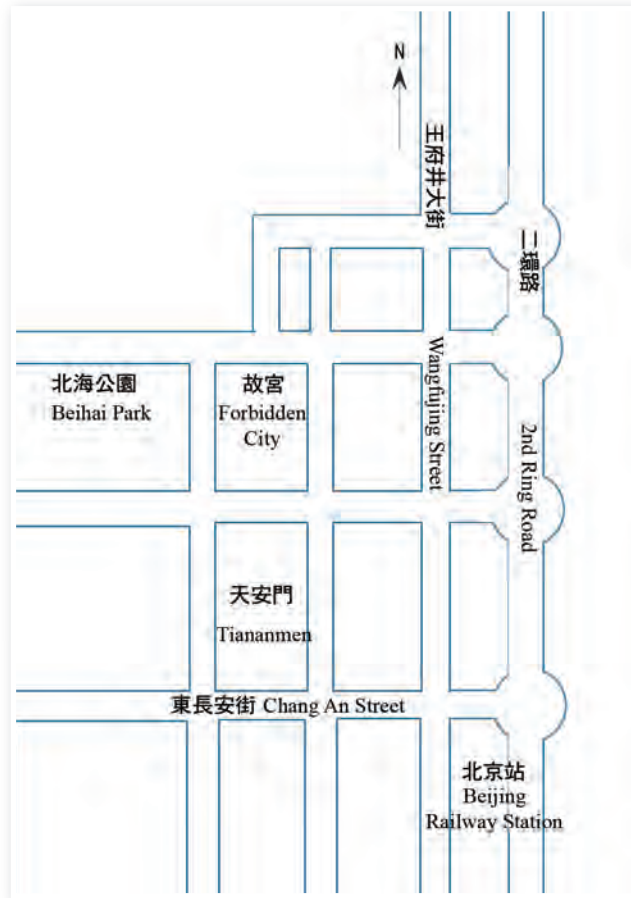 N
王府井大街
二環路
Wangfujing Street
北海公園
Beihai Park
故宮
Forbidden
City
2nd Ring Road
天安門
Tiananmen
東長安街 Chang An Street
北京站
Beijing
Railway Station